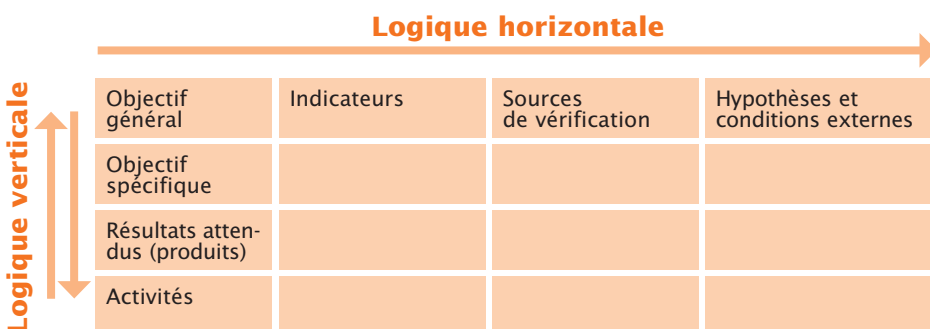 Logique horizontale
Logique verticale
Objectif
général
Indicateurs
Sources
de vérification
Hypothèses et
conditions externes
Objectif
spécifique
Résultats atten-
dus (produits)
Activités